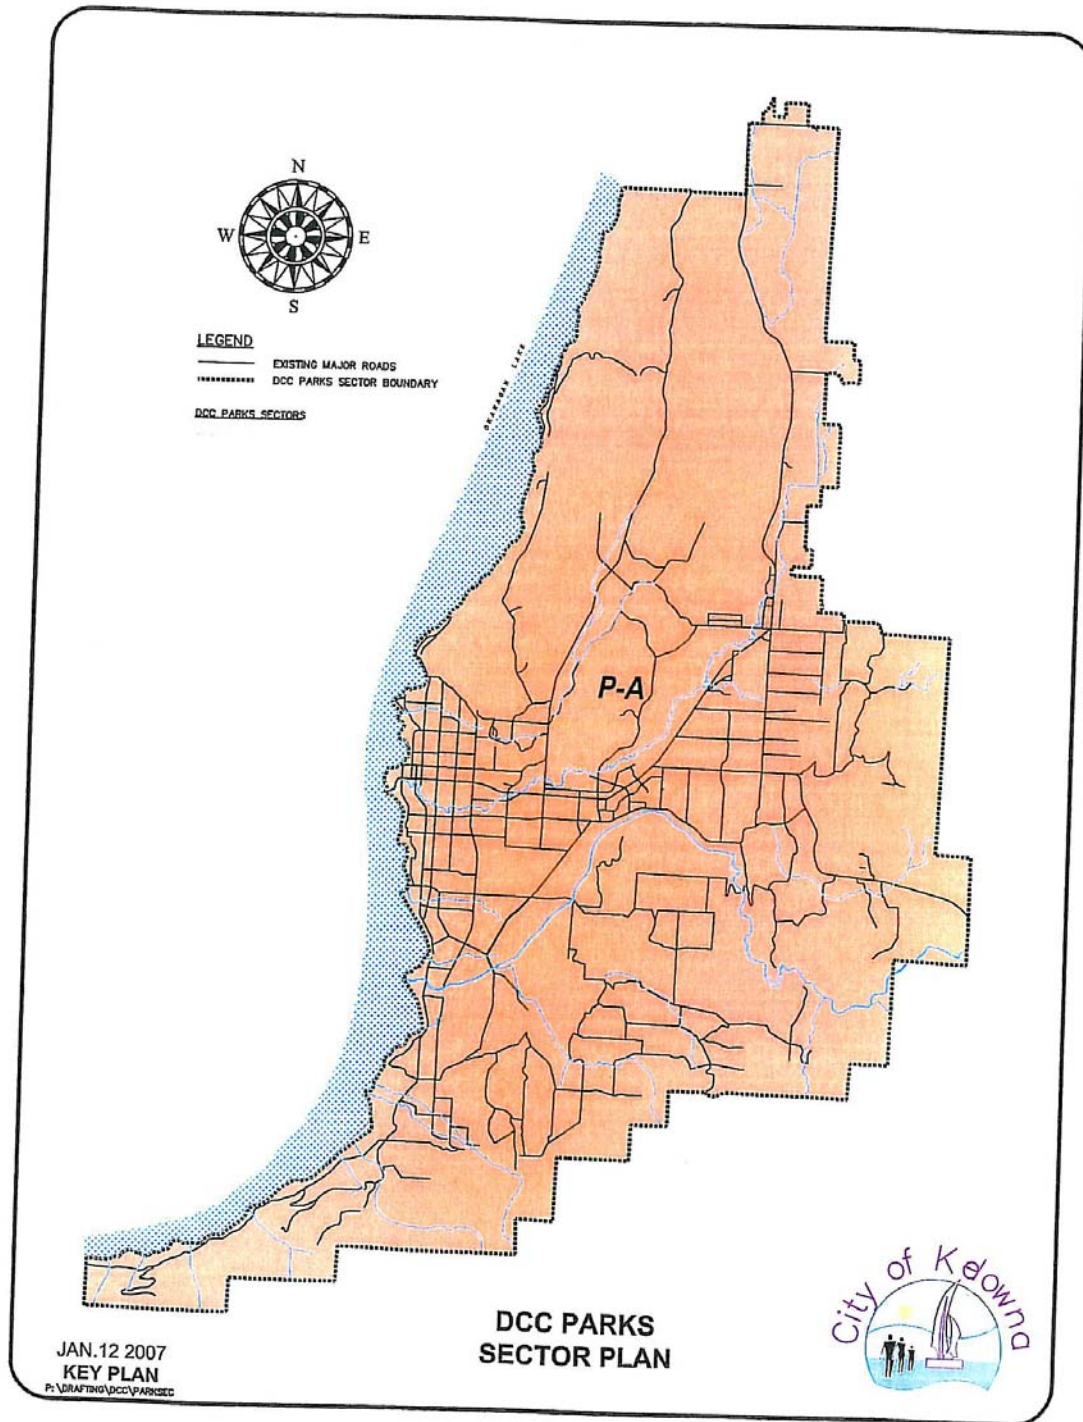 N
W E
S
LEGEND
EXISTING MAJOR ROADS
DCC PARKS SECTOR BOUNDARY
DCC PARKS SECTORS
OKANAGAN LAKE
P-A
DCC PARKS
SECTOR PLAN
JAN.12 2007
KEY PLAN
P:\DRAFTING\DCC\PARKSEC
City of Kelowna